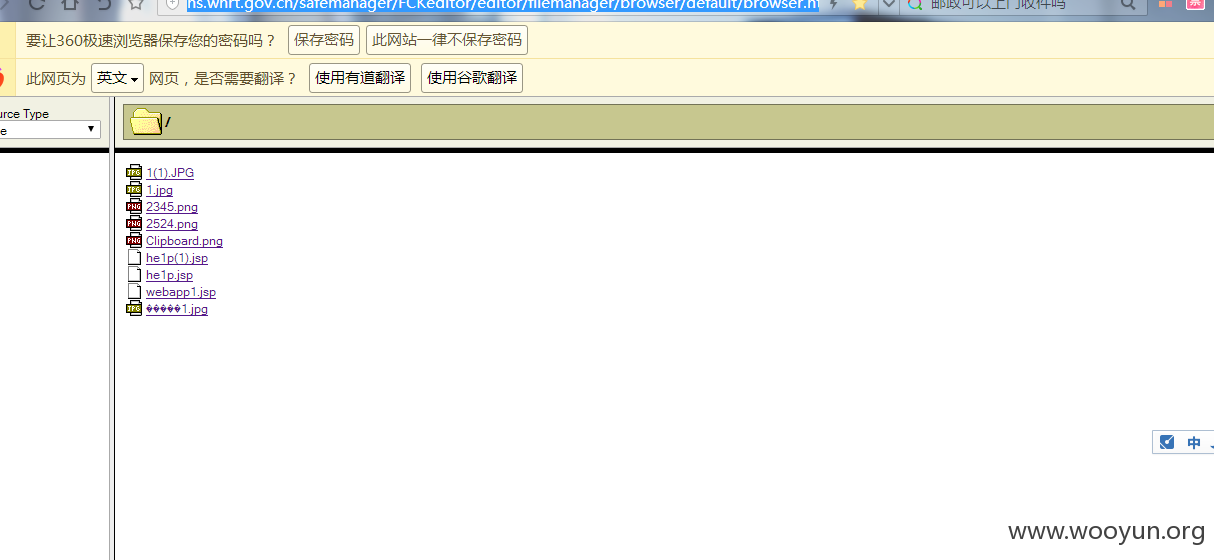 hs.whrt.gov.cn/safemanager/FCKeditor/editor/filemanager/browser/default/browser.h
邮政可以上门收件吗
要让360极速浏览器保存您的密码吗？ 保存密码 此网站一律不保存密码
此网页为 英文 网页，是否需要翻译？ 使用有道翻译 使用谷歌翻译
urce Type
e
/
1(1).JPG
1.jpg
2345.png
2524.png
Clipboard.png
he1p(1).jsp
he1p.jsp
webapp1.jsp
�����1.jpg
中
www.wooyun.org